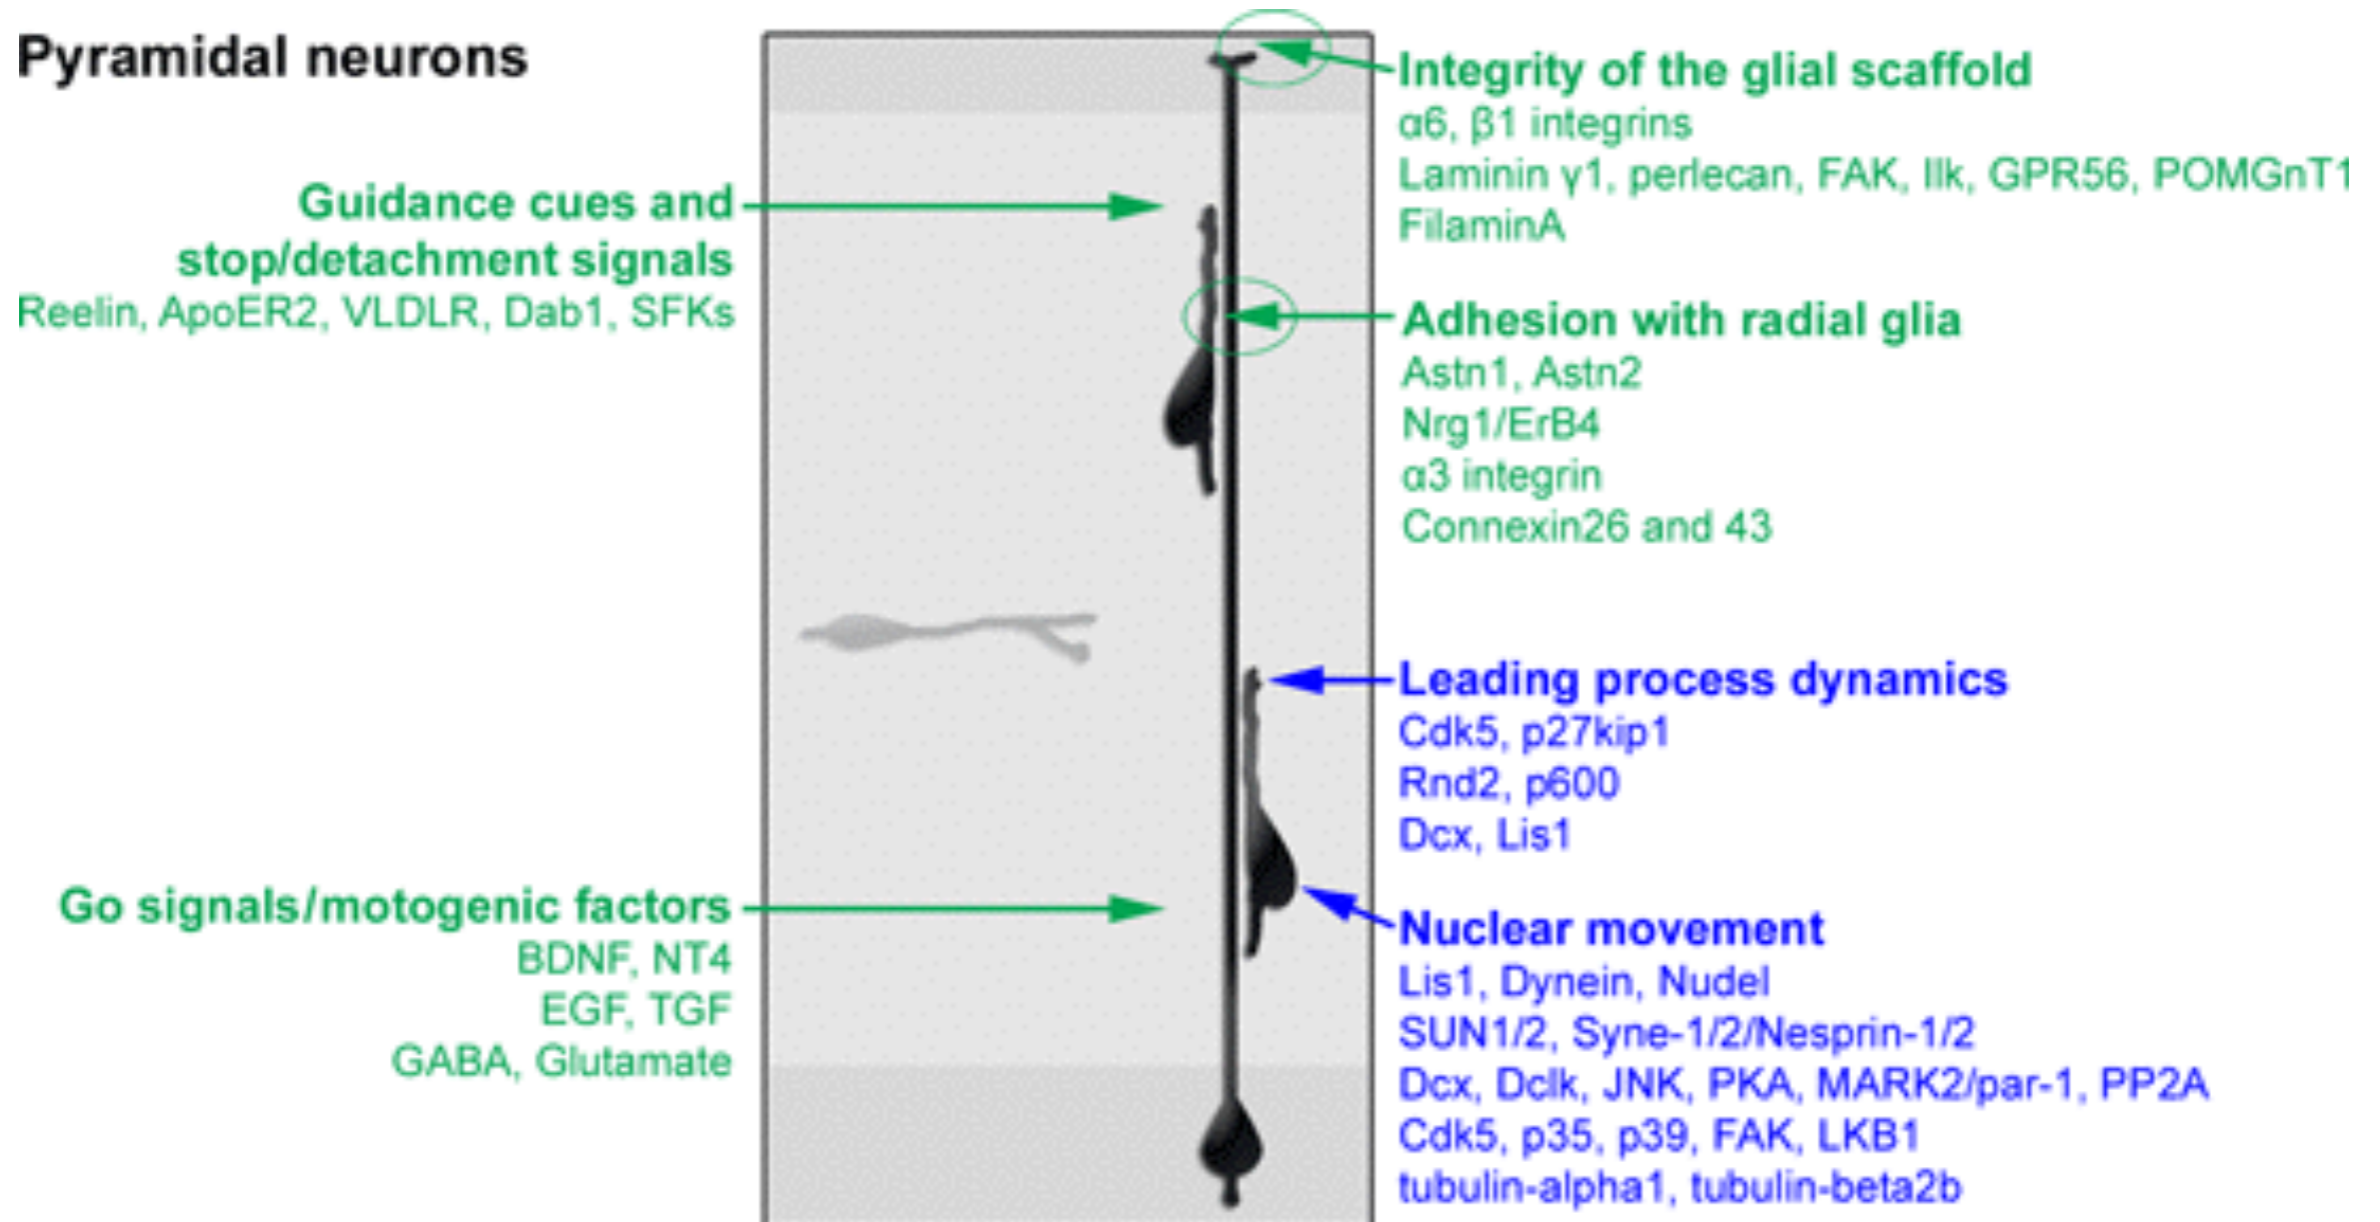 Pyramidal neurons
Guidance cues and
stop/detachment signals
Reelin, ApoER2, VLDLR, Dab1, SFKs
Go signals/motogenic factors
BDNF, NT4
EGF, TGF
GABA, Glutamate
Integrity of the glial scaffold
α6, β1 integrins
Laminin γ1, perlecan, FAK, Ilk, GPR56, POMGnT1
FilaminA
Adhesion with radial glia
Astn1, Astn2
Nrg1/ErB4
α3 integrin
Connexin26 and 43
Leading process dynamics
Cdk5, p27kip1
Rnd2, p600
Dcx, Lis1
Nuclear movement
Lis1, Dynein, Nudel
SUN1/2, Syne-1/2/Nesprin-1/2
Dcx, Dclk, JNK, PKA, MARK2/par-1, PP2A
Cdk5, p35, p39, FAK, LKB1
tubulin-alpha1, tubulin-beta2b